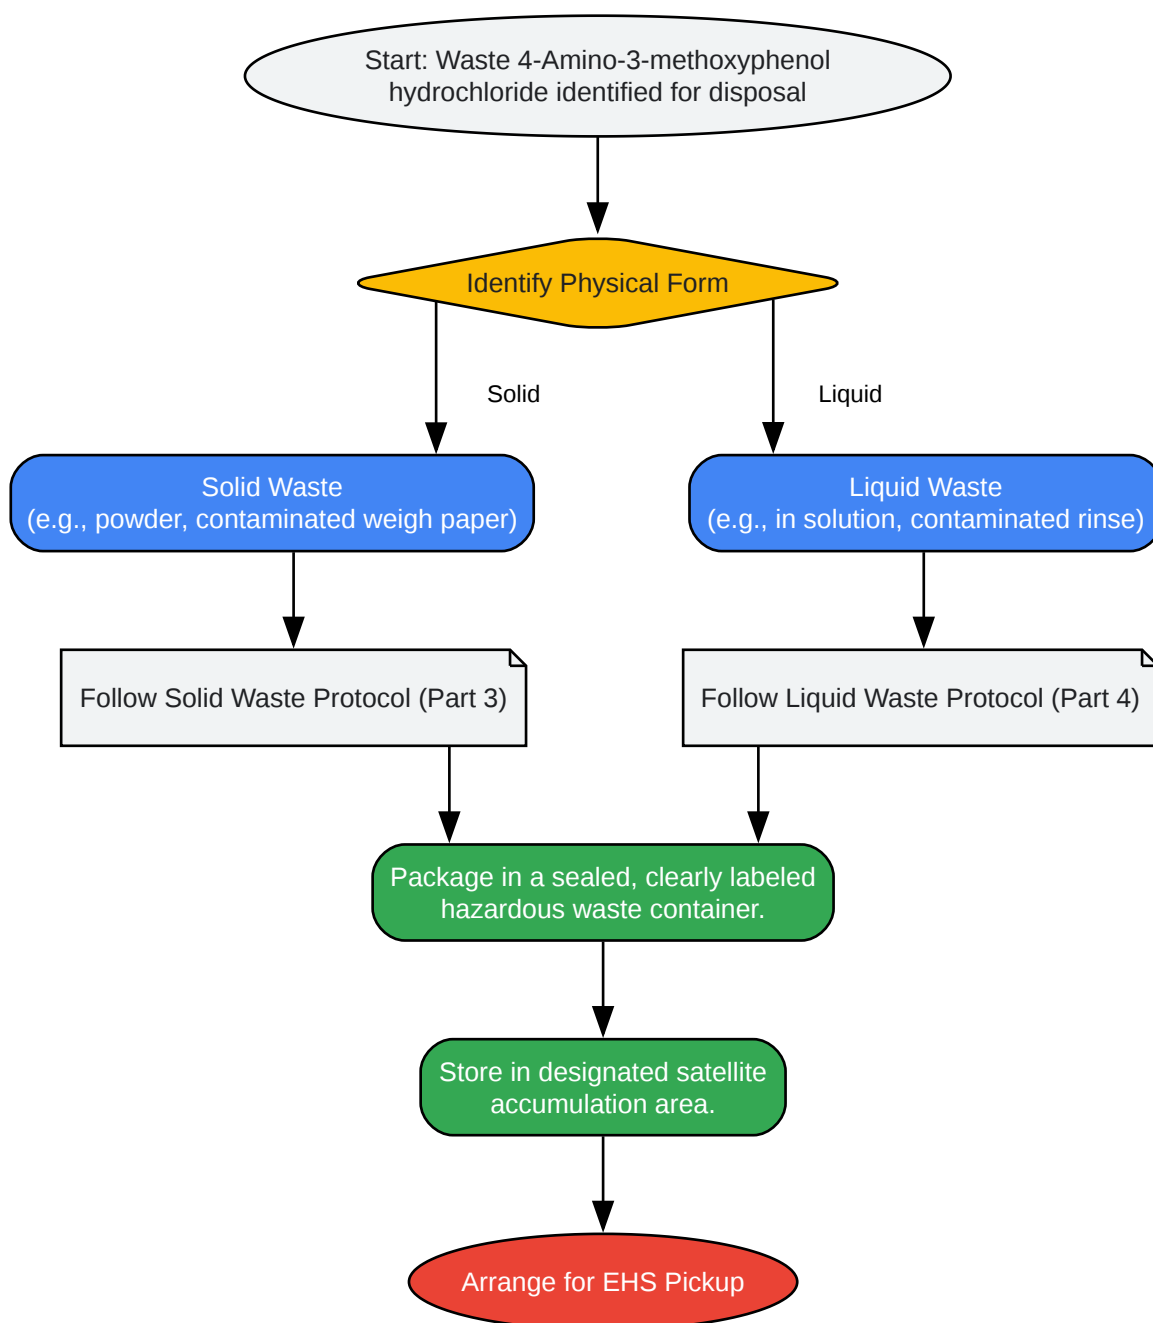 Start: Waste 4-Amino-3-methoxyphenol
hydrochloride identified for disposal
Identify Physical Form
Solid
Liquid
Solid Waste
(e.g., powder, contaminated weigh paper)
Liquid Waste
(e.g., in solution, contaminated rinse)
Follow Solid Waste Protocol (Part 3)
Follow Liquid Waste Protocol (Part 4)
Package in a sealed, clearly labeled
hazardous waste container.
Store in designated satellite
accumulation area.
Arrange for EHS Pickup